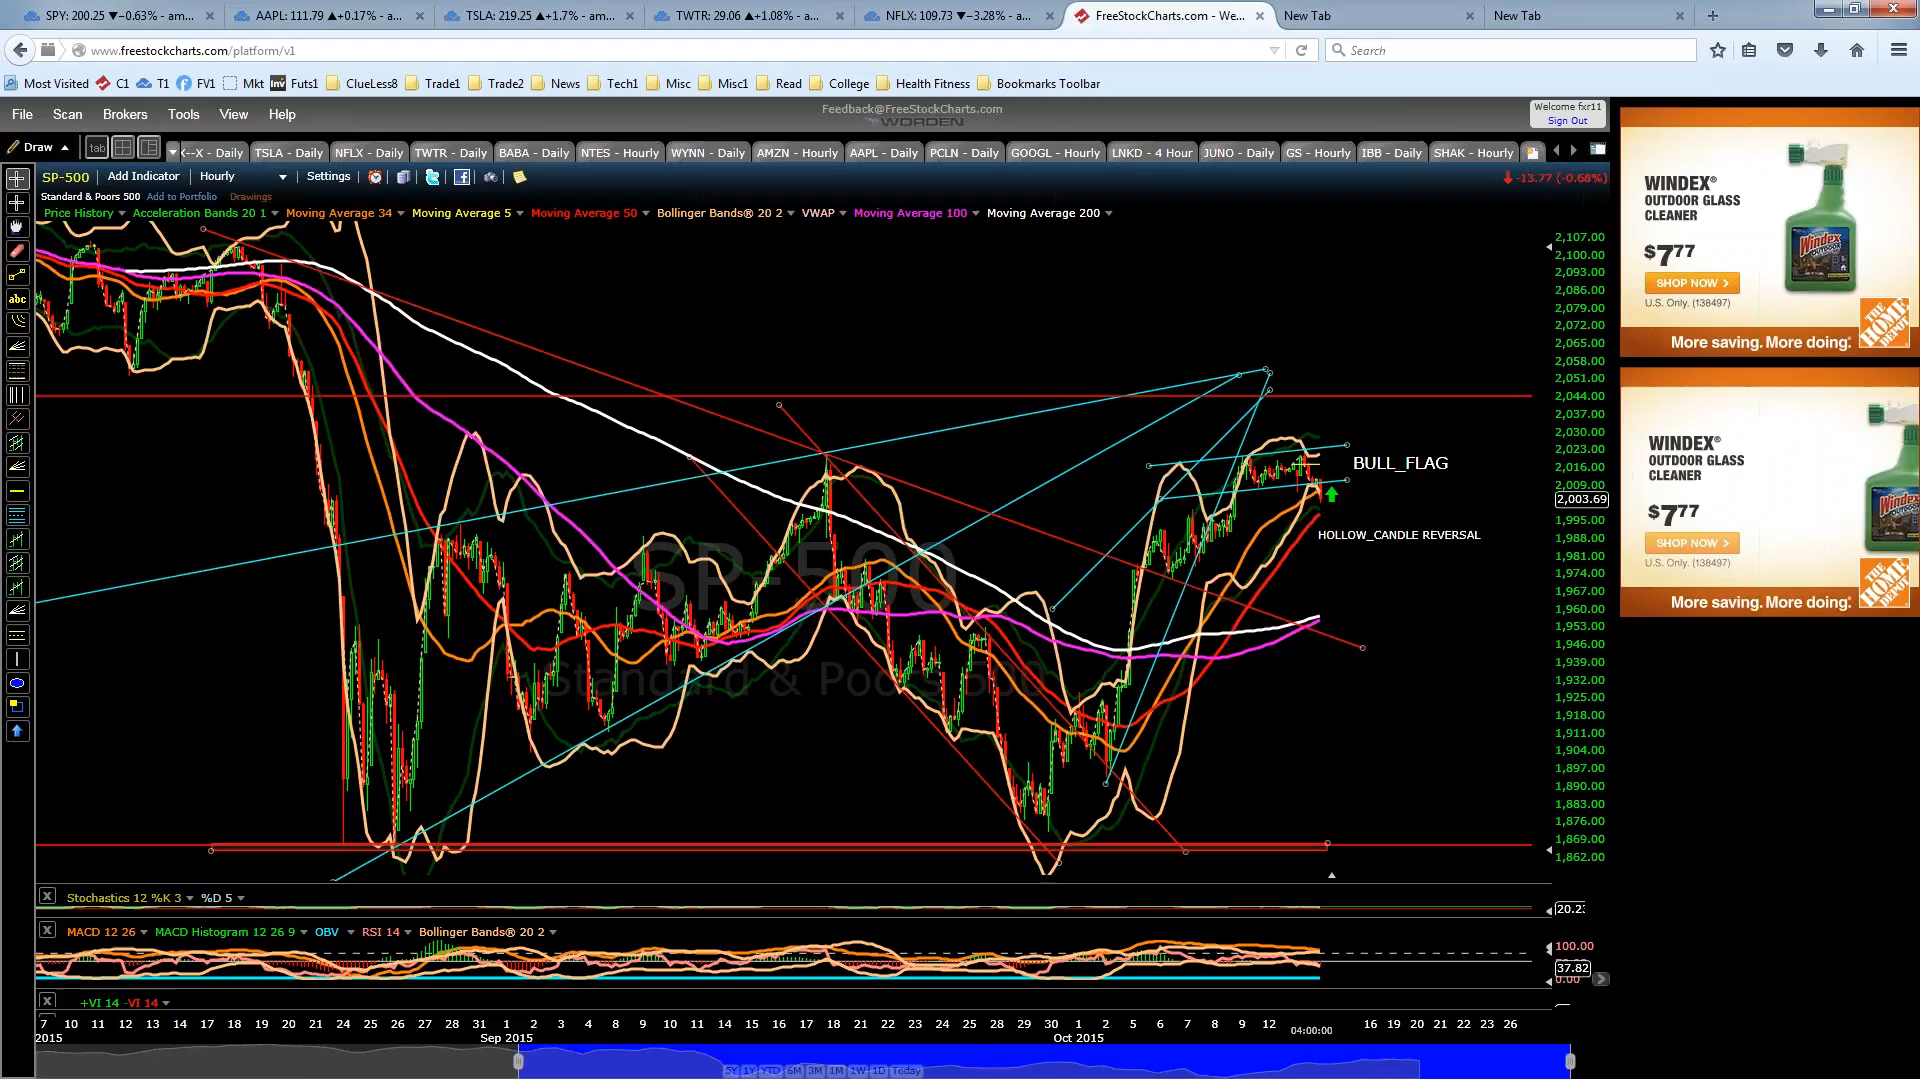 SPY: 200.25 ▼−0.63% - am...
AAPL: 111.79 ▲+0.17% - a...
TSLA: 219.25 ▲+1.7% - am...
TWTR: 29.06 ▲+1.08% - a...
NFLX: 109.73 ▼−3.28% - a...
FreeStockCharts.com - We...
New Tab
New Tab
www.freestockcharts.com/platform/v1
Search
Most Visited C1 T1 FV1 Mkt Futs1 ClueLess8 Trade1 Trade2 News Tech1 Misc Misc1 Read College Health Fitness Bookmarks Toolbar
Feedback@FreeStockCharts.com
WORDEN
File Scan Brokers Tools View Help
Welcome fxr11
Sign Out
Draw
tab
X--X - Daily TSLA - Daily NFLX - Daily TWTR - Daily BABA - Daily NTES - Hourly WYNN - Daily AMZN - Hourly AAPL - Daily PCLN - Daily GOOGL - Hourly LNKD - 4 Hour JUNO - Daily GS - Hourly IBB - Daily SHAK - Hourly
SP-500 Add Indicator Hourly Settings
-13.77 (-0.68%)
Standard & Poors 500 Add to Portfolio Drawings
Price History Acceleration Bands 20 1 Moving Average 34 Moving Average 5 Moving Average 50 Bollinger Bands® 20 2 VWAP Moving Average 100 Moving Average 200
abc
2,107.00
2,100.00
2,093.00
2,086.00
2,079.00
2,072.00
2,065.00
2,058.00
2,051.00
2,044.00
2,037.00
2,030.00
2,023.00
2,016.00
2,009.00
2,003.69
1,995.00
1,988.00
1,981.00
1,974.00
1,967.00
1,960.00
1,953.00
1,946.00
1,939.00
1,932.00
1,925.00
1,918.00
1,911.00
1,904.00
1,897.00
1,890.00
1,883.00
1,876.00
1,869.00
1,862.00
BULL_FLAG
HOLLOW_CANDLE REVERSAL
SP-500
Standard & Poors 500
X Stochastics 12 %K 3 %D 5
20.23
X MACD 12 26 MACD Histogram 12 26 9 OBV RSI 14 Bollinger Bands® 20 2
100.00
37.82
0.00
X +VI 14 -VI 14
7 10 11 12 13 14 17 18 19 20 21 24 25 26 27 28 31 1 2 3 4 8 9 10 11 14 15 16 17 18 21 22 23 24 25 28 29 30 1 2 5 6 7 8 9 12 04:00:00 16 19 20 21 22 23 26
2015 Sep 2015 Oct 2015
5Y 1Y YTD 6M 3M 1M 1W 1D Today
WINDEX®
OUTDOOR GLASS
CLEANER
$777
SHOP NOW >
U.S. Only. (138497)
Windex
OUTDOOR
THE HOME DEPOT
More saving. More doing.
WINDEX®
OUTDOOR GLASS
CLEANER
$777
SHOP NOW >
U.S. Only. (138497)
Windex
THE HOME DEPOT
More saving. More doing.